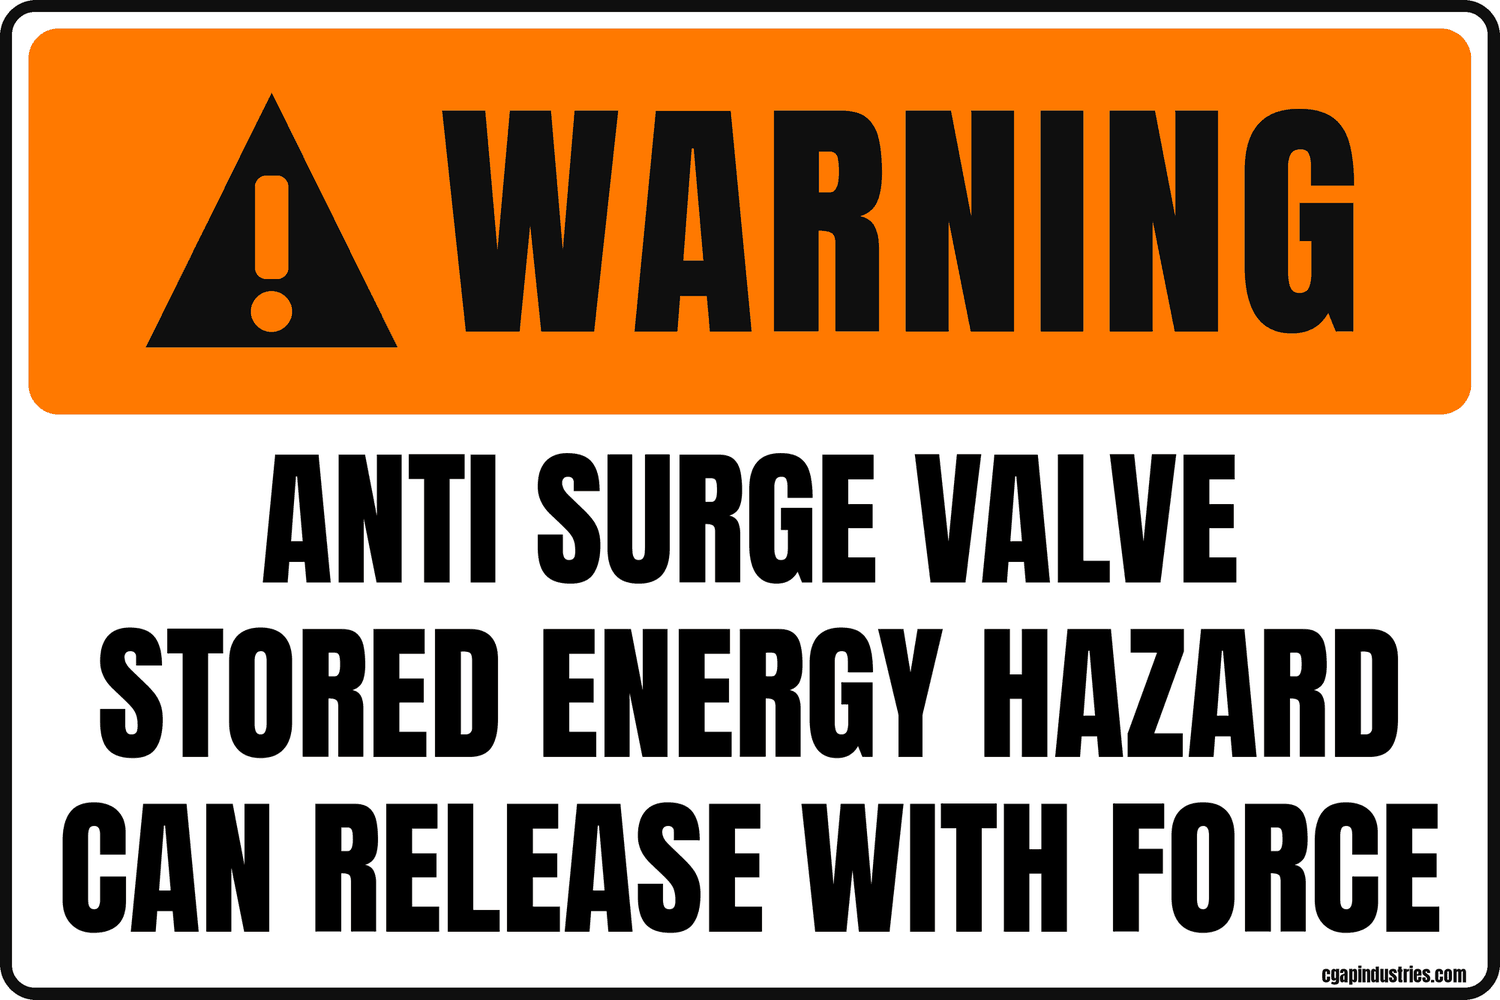 WARNING
ANTI SURGE VALVE
STORED ENERGY HAZARD
CAN RELEASE WITH FORCE
cgapindustries.com